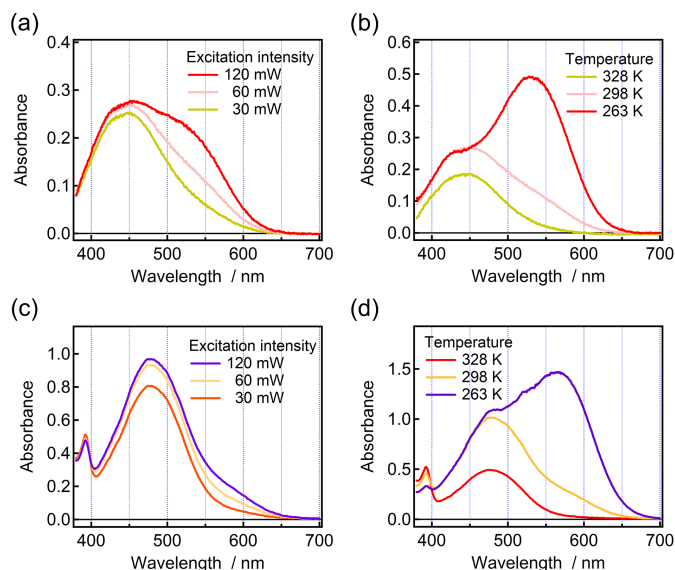 (a)
Absorbance
0.4
0.3
0.2
0.1
0.0
400
500
600
700
Wavelength / nm
Excitation intensity
120 mW
60 mW
30 mW
(b)
Absorbance
0.6
0.5
0.4
0.3
0.2
0.1
0.0
400
500
600
700
Wavelength / nm
Temperature
328 K
298 K
263 K
(c)
Absorbance
1.0
0.8
0.6
0.4
0.2
0.0
400
500
600
700
Wavelength / nm
Excitation intensity
120 mW
60 mW
30 mW
(d)
Absorbance
1.5
1.0
0.5
0.0
400
500
600
700
Wavelength / nm
Temperature
328 K
298 K
263 K